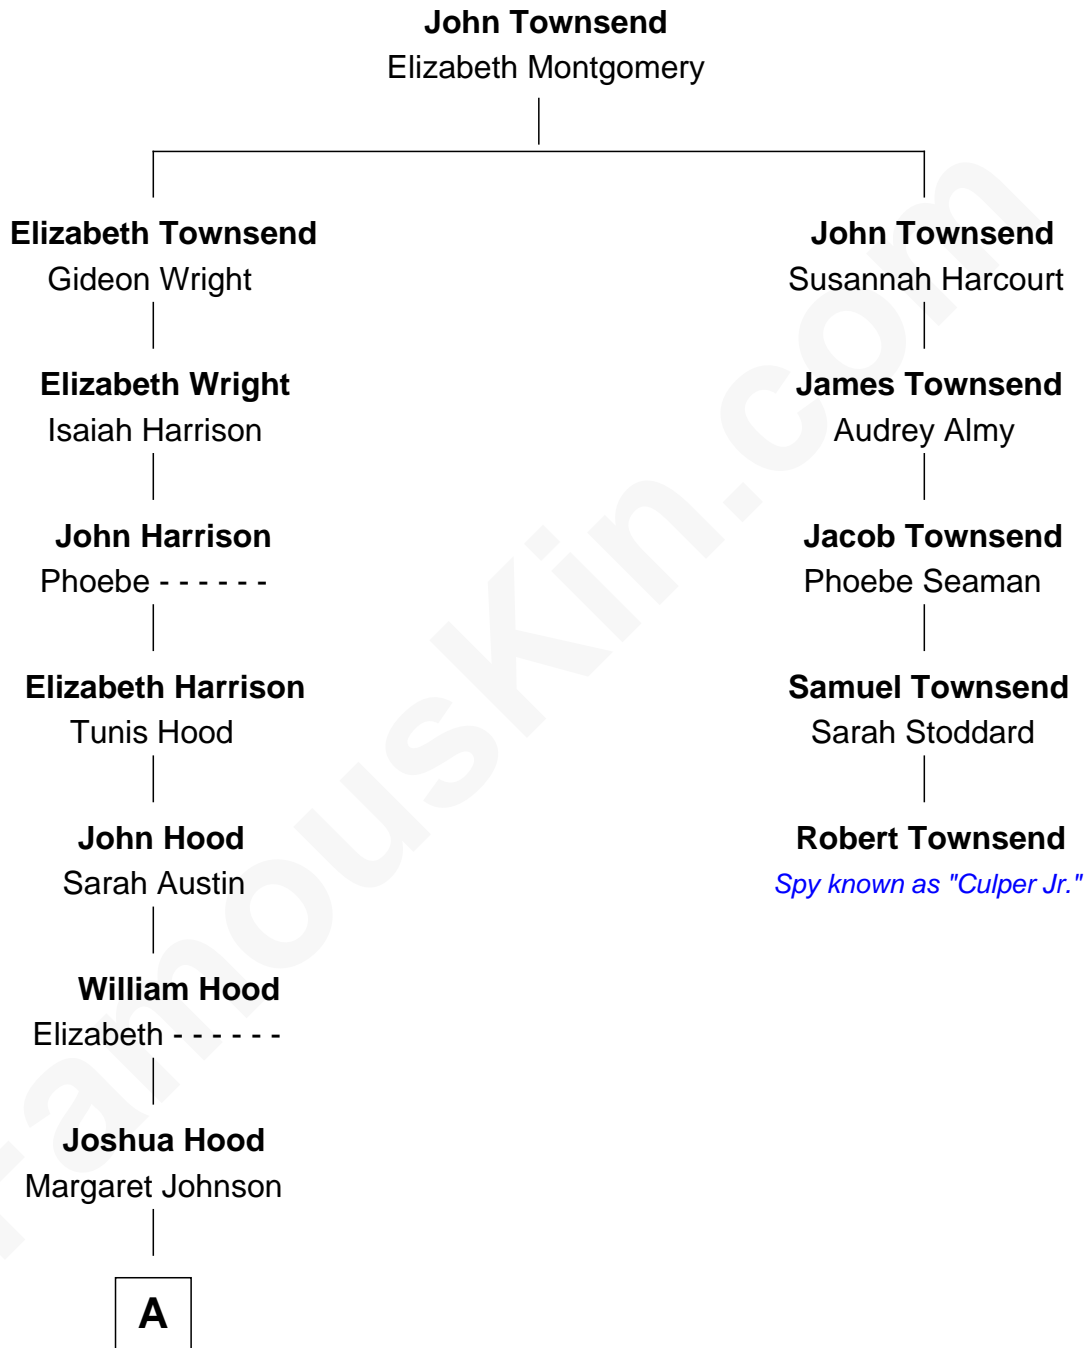 John Townsend
Elizabeth Montgomery
Elizabeth Townsend
Gideon Wright
John Townsend
Susannah Harcourt
Elizabeth Wright
Isaiah Harrison
James Townsend
Audrey Almy
John Harrison
Phoebe - - - - - -
Jacob Townsend
Phoebe Seaman
Elizabeth Harrison
Tunis Hood
Samuel Townsend
Sarah Stoddard
John Hood
Sarah Austin
Robert Townsend
Spy known as "Culper Jr."
William Hood
Elizabeth - - - - - -
Joshua Hood
Margaret Johnson
A
FamousKin.com